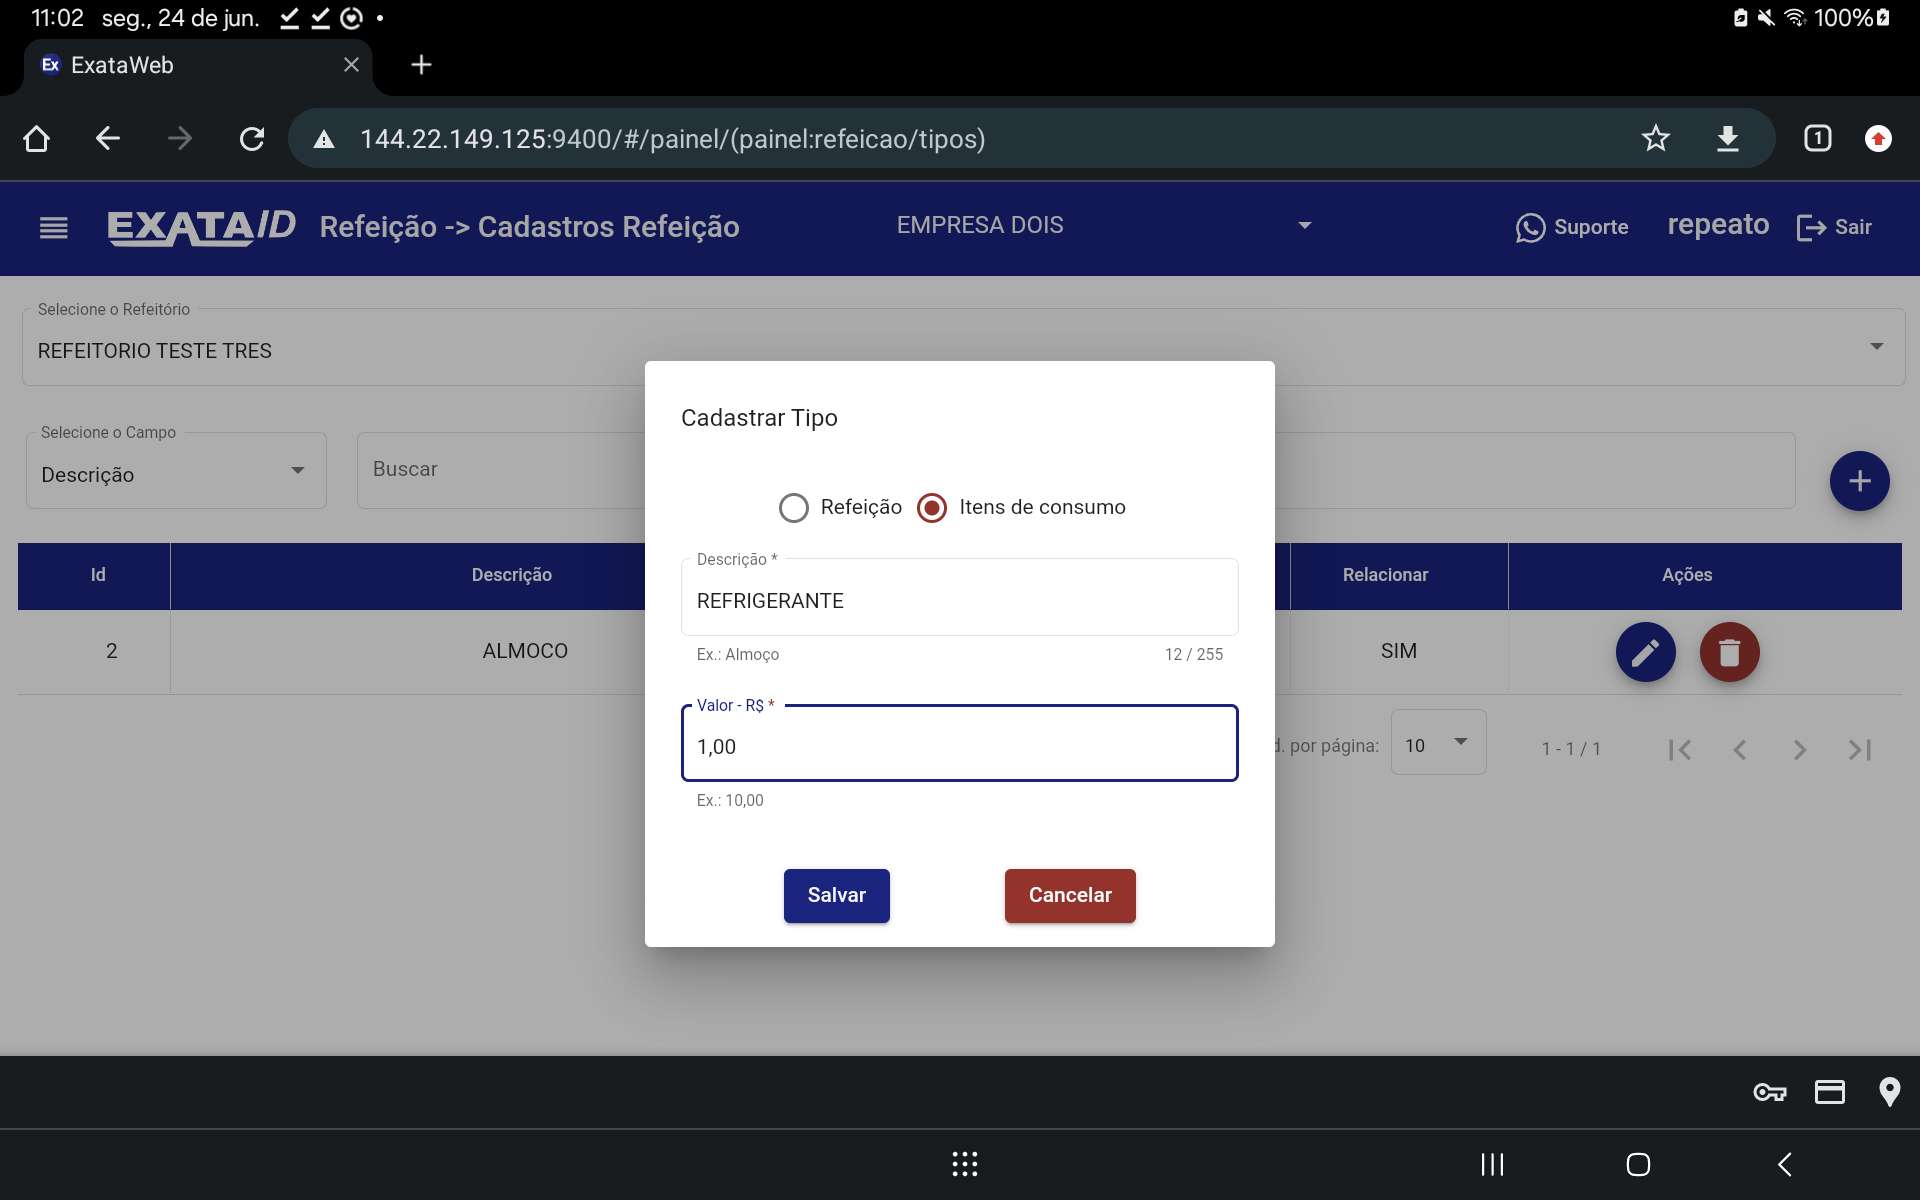 11:02 seg., 24 de jun.
100%
Ex ExataWeb
144.22.149.125:9400/#/painel/(painel:refeicao/tipos)
1
EXATAID Refeição -> Cadastros Refeição EMPRESA DOIS Suporte repeato Sair
Selecione o Refeitório
REFEITORIO TESTE TRES
Selecione o Campo
Descrição
Buscar
Id Descrição Relacionar Ações
2 ALMOCO SIM
d. por página: 10 1 - 1 / 1
Cadastrar Tipo
Refeição Itens de consumo
Descrição *
REFRIGERANTE
Ex.: Almoço 12 / 255
Valor - R$ *
1,00
Ex.: 10,00
Salvar Cancelar